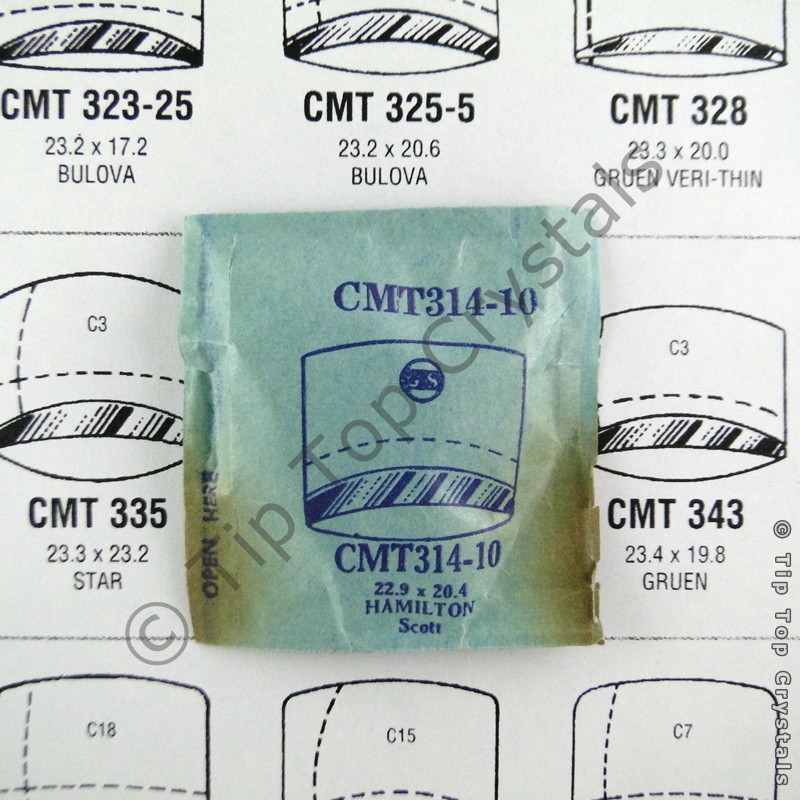 CMT 323-25
23.2 x 17.2
BULOVA
CMT 325-5
23.2 x 20.6
BULOVA
CMT 328
23.3 x 20.0
GRUEN VERI-THIN
C3
CMT 335
23.3 x 23.2
STAR
CMT314-10
GS
OPEN HERE
CMT314-10
22.9 x 20.4
HAMILTON
Scott
C3
CMT 343
23.4 x 19.8
GRUEN
C18
C15
C7
© Tip Top Crystals
© Tip Top Crystals